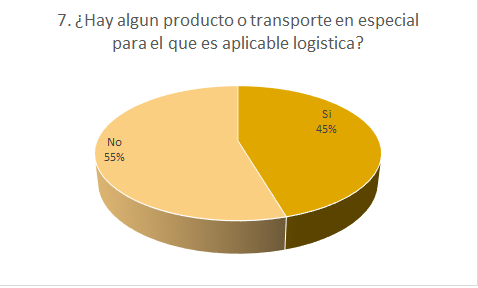 7. ¿Hay algun producto o transporte en especial
para el que es aplicable logistica?
Si
45%
No
55%